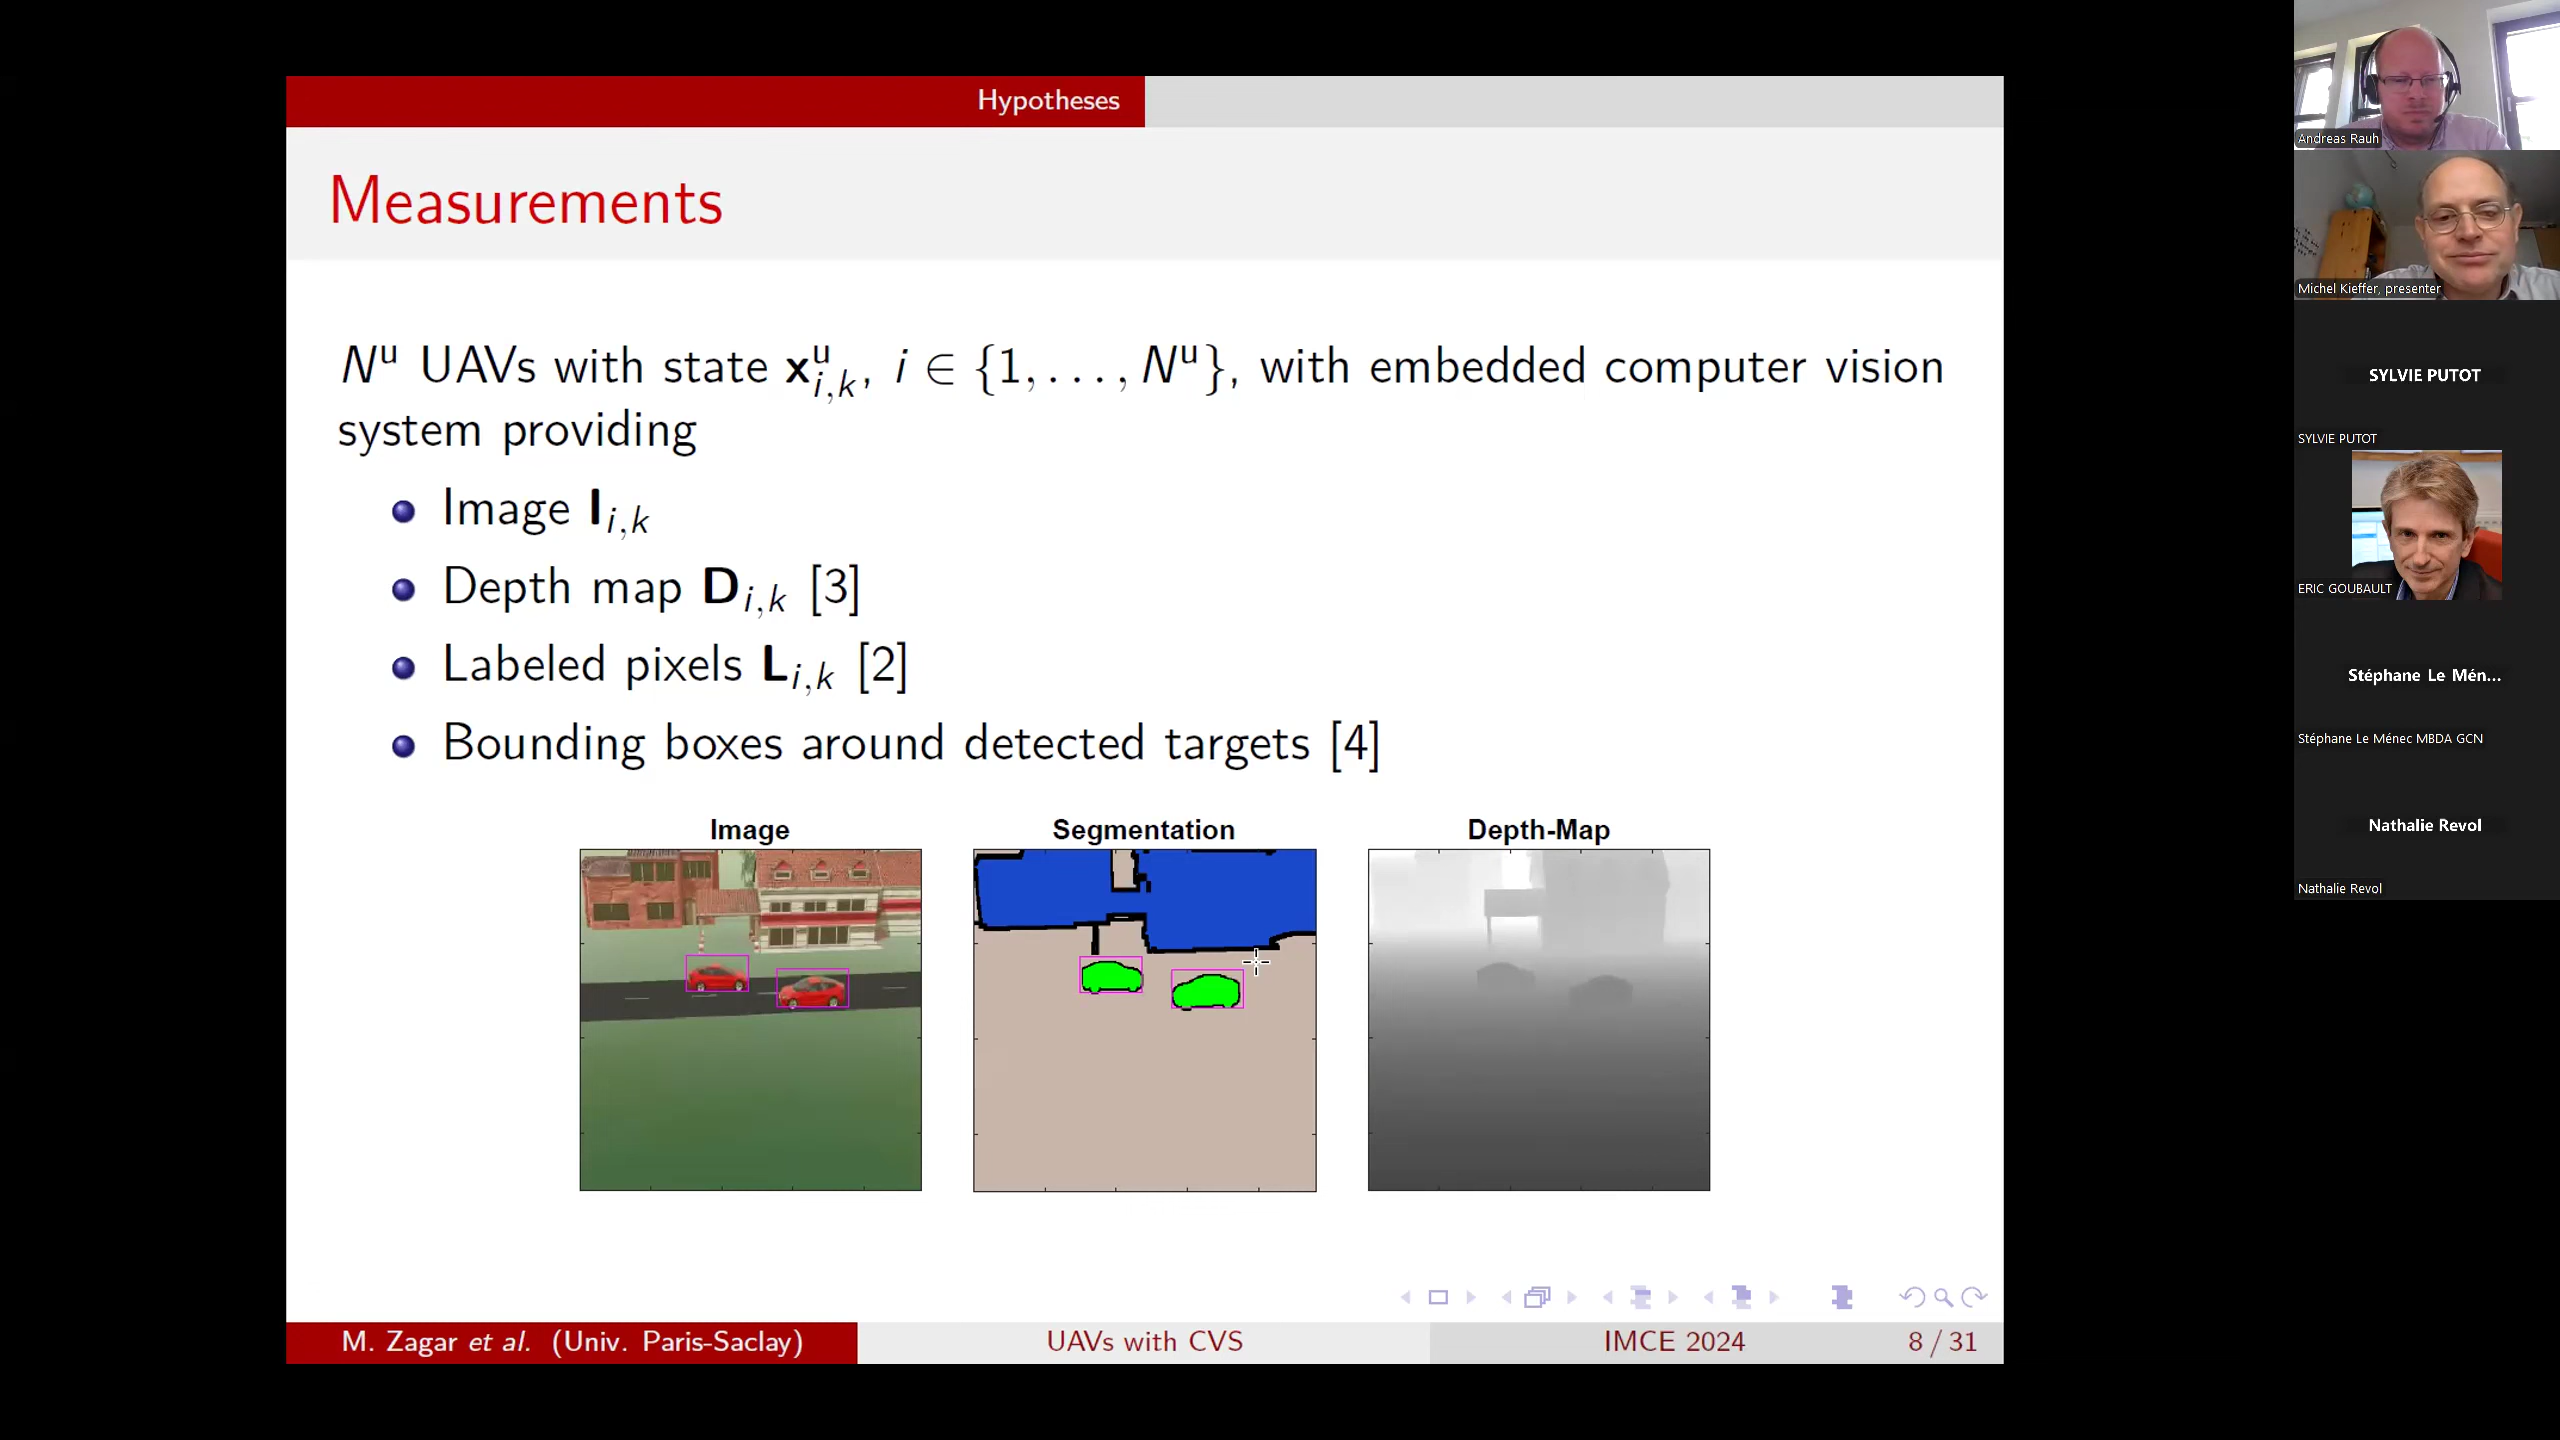 Hypotheses
Measurements
Nᵘ UAVs with state xᵘᵢ,ₖ, i ∈ {1, . . . , Nᵘ}, with embedded computer vision
system providing
Image Iᵢ,ₖ
Depth map Dᵢ,ₖ [3]
Labeled pixels Lᵢ,ₖ [2]
Bounding boxes around detected targets [4]
Image
Segmentation
Depth-Map
M. Zagar et al. (Univ. Paris-Saclay)
UAVs with CVS
IMCE 2024
8 / 31
Andreas Rauh
Michel Kieffer, presenter
SYLVIE PUTOT
SYLVIE PUTOT
ERIC GOUBAULT
Stéphane Le Mén...
Stéphane Le Ménec MBDA GCN
Nathalie Revol
Nathalie Revol